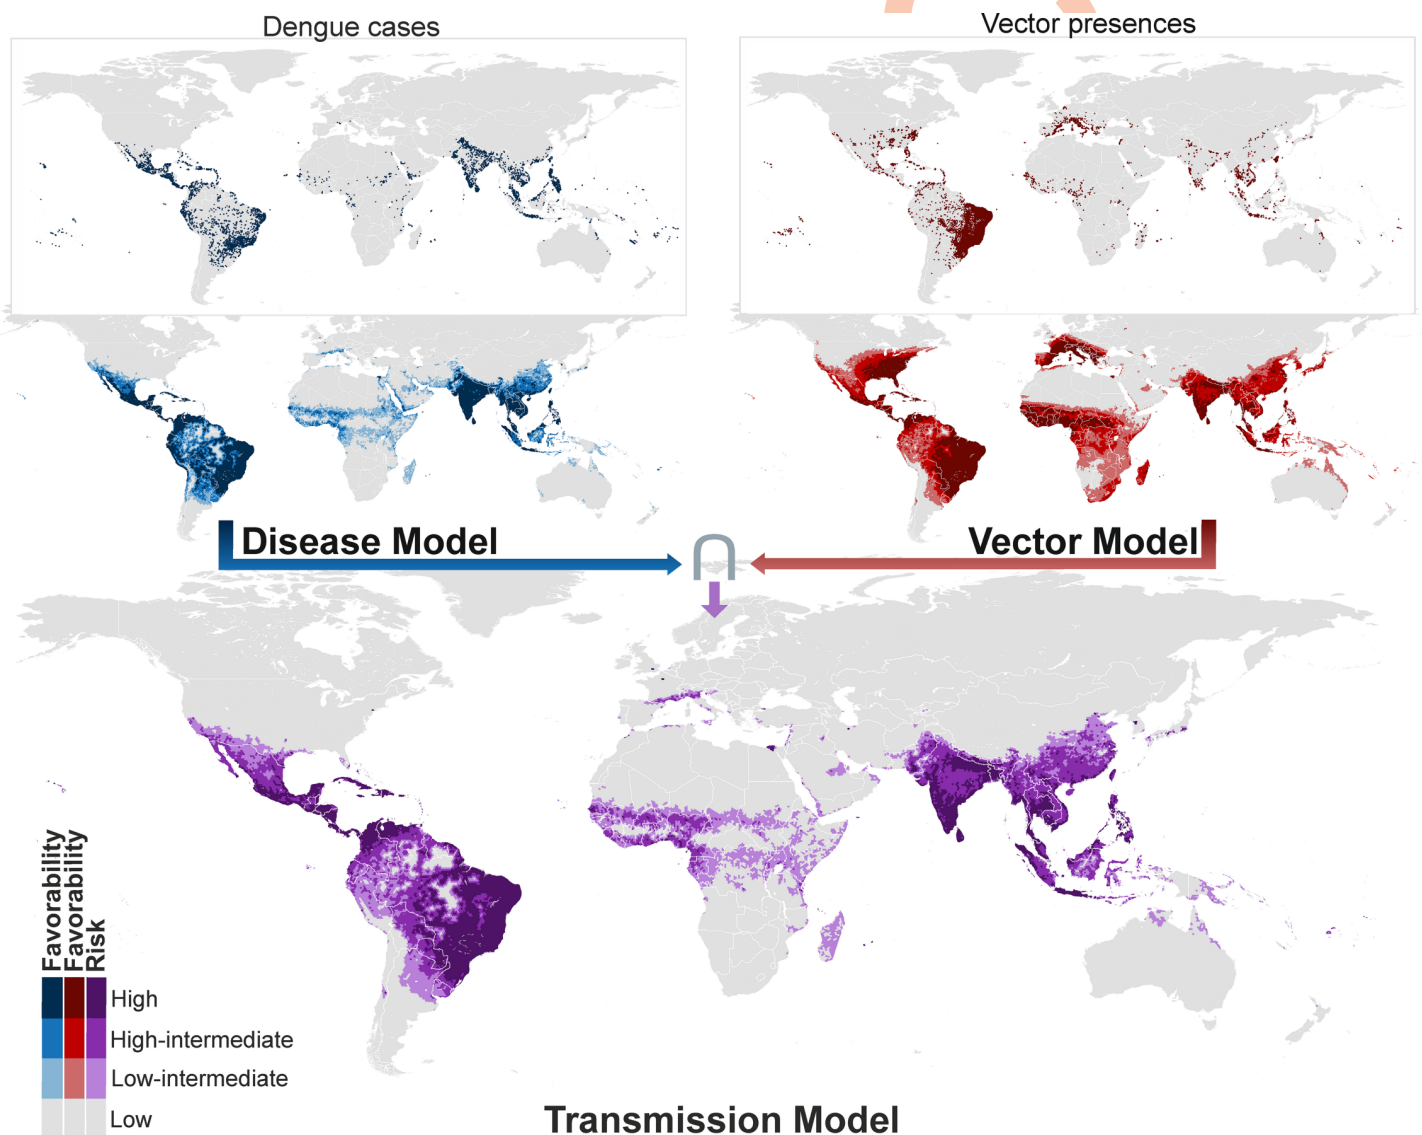 Dengue cases
Vector presences
Disease Model
∩
Vector Model
Favorability
Favorability
Risk
High
High-intermediate
Low-intermediate
Low
Transmission Model